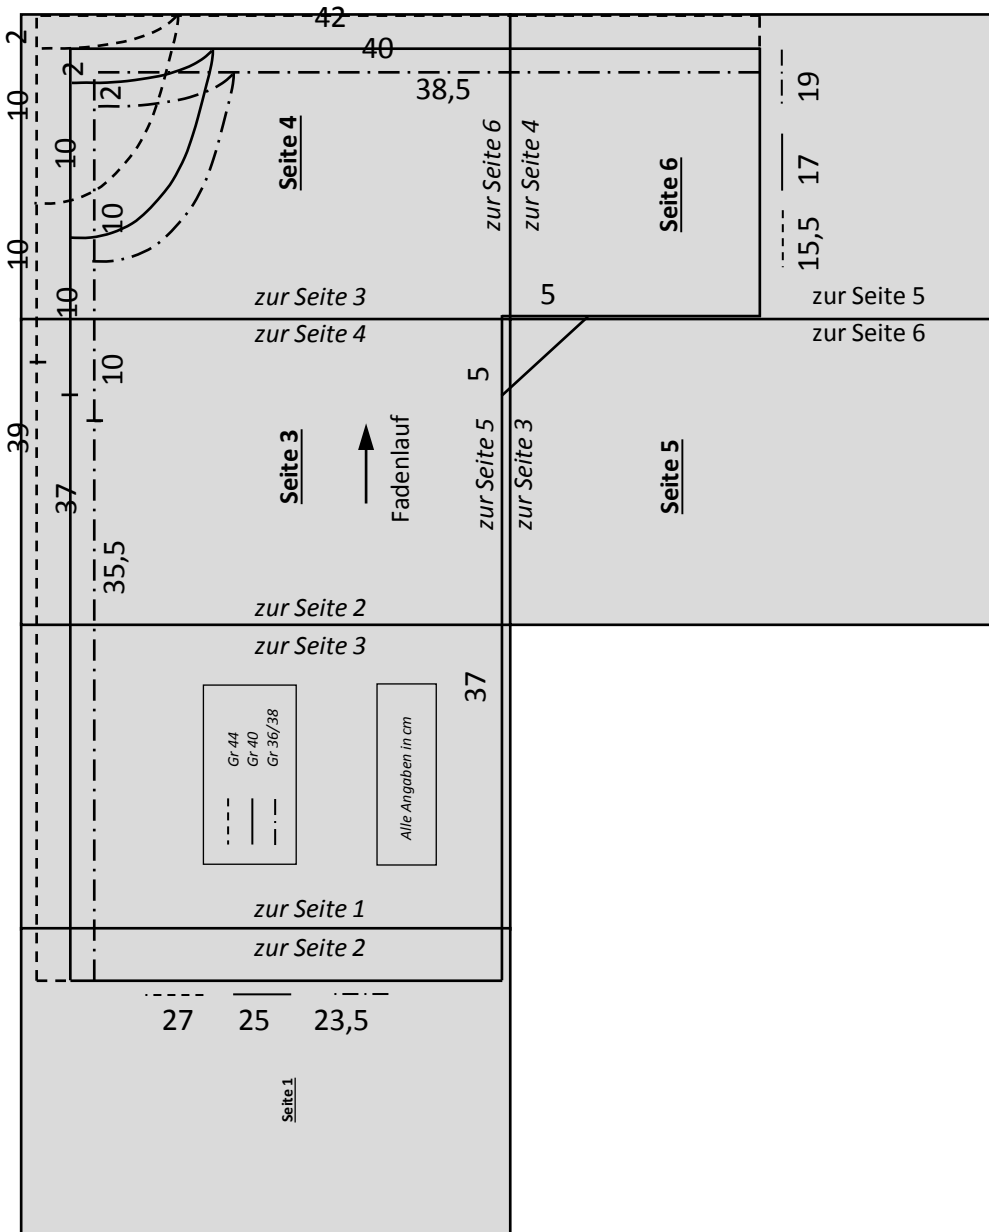 42
40
38,5
2
2
2
10
10
10
Seite 4
zur Seite 6
zur Seite 4
Seite 6
19
17
15,5
10
10
5
zur Seite 3
zur Seite 5
zur Seite 4
zur Seite 6
10
5
39
37
35,5
Seite 3
Fadenlauf
zur Seite 5
zur Seite 3
Seite 5
zur Seite 2
zur Seite 3
37
Gr 44
Gr 40
Gr 36/38
Alle Angaben in cm
zur Seite 1
zur Seite 2
27
25
23,5
Seite 1